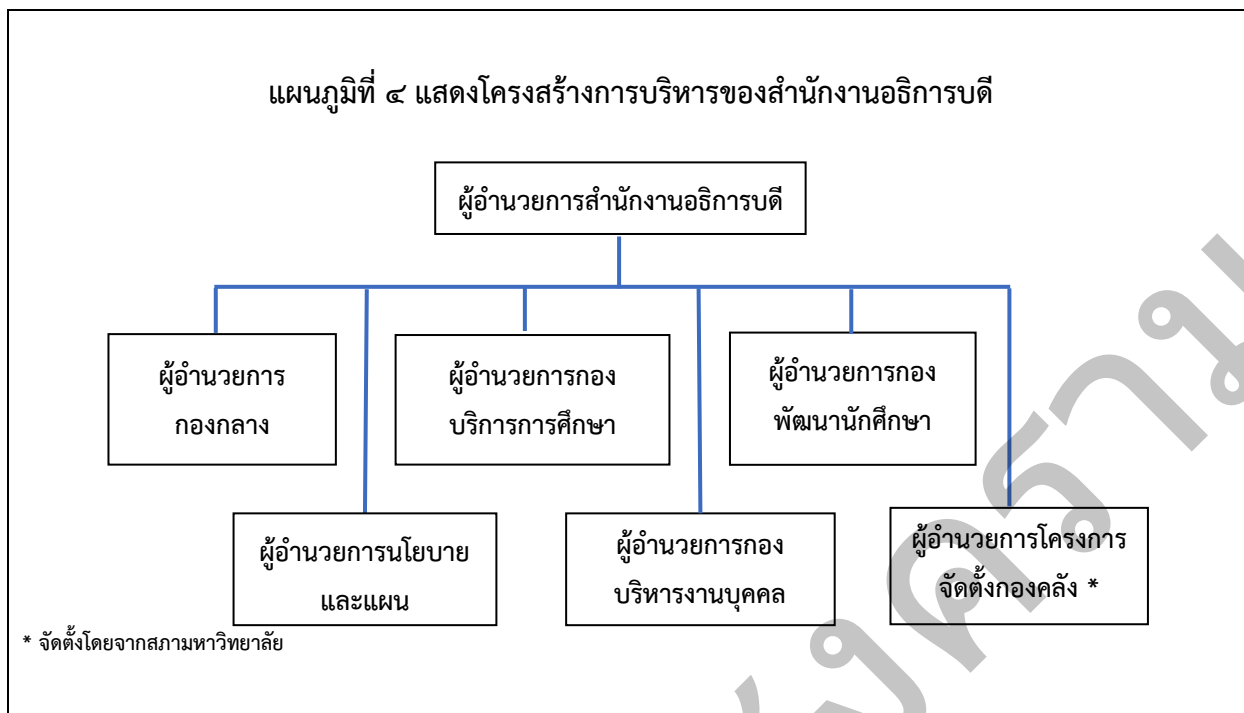 แผนภูมิที่ ๔ แสดงโครงสร้างการบริหารของสำนักงานอธิการบดี
ผู้อำนวยการสำนักงานอธิการบดี
ผู้อำนวยการ
กองกลาง
ผู้อำนวยการกอง
บริการการศึกษา
ผู้อำนวยการกอง
พัฒนานักศึกษา
ผู้อำนวยการนโยบาย
และแผน
ผู้อำนวยการกอง
บริหารงานบุคคล
ผู้อำนวยการโครงการ
จัดตั้งกองคลัง *
* จัดตั้งโดยจากสภามหาวิทยาลัย